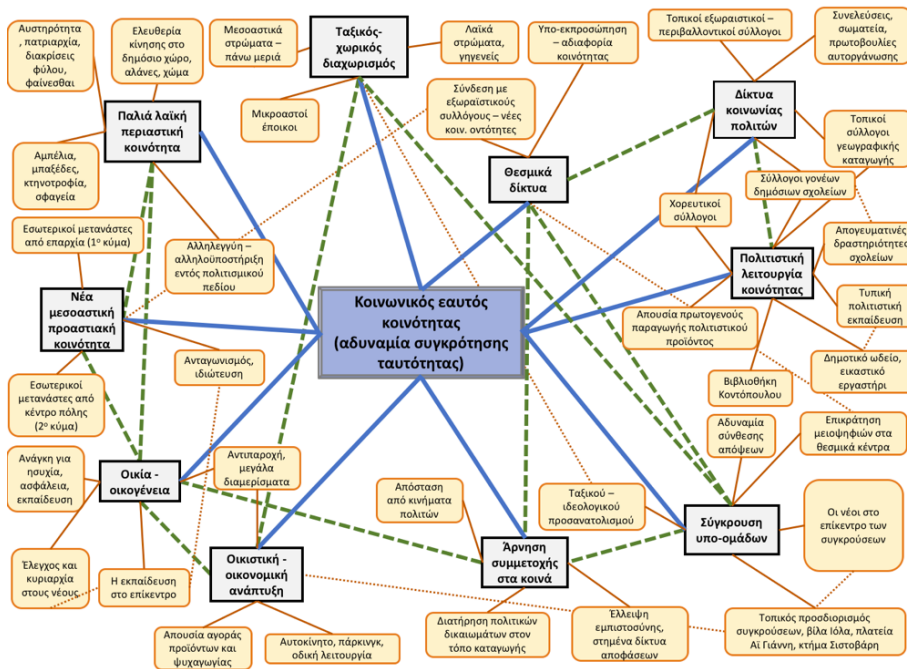 Αυστηρότητα
, πατριαρχία,
διακρίσεις
φύλου,
φαίνεσθαι
Ελευθερία
κίνησης στο
δημόσιο χώρο,
αλάνες, χώμα
Μεσοαστικά
στρώματα –
πάνω μεριά
Ταξικός-
χωρικός
διαχωρισμός
Λαϊκά
στρώματα,
γηγενείς
Υπο-εκπροσώπηση
– αδιαφορία
κοινότητας
Τοπικοί εξωραιστικοί –
περιβαλλοντικοί σύλλογοι
Συνελεύσεις,
σωματεία,
πρωτοβουλίες
αυτοργάνωσης
Παλιά λαϊκή
περιαστική
κοινότητα
Μικροαστοί
έποικοι
Σύνδεση με
εξωραϊστικούς
συλλόγους – νέες
κοιν. οντότητες
Δίκτυα
κοινωνίας
πολιτών
Τοπικοί
σύλλογοι
γεωγραφικής
καταγωγής
Αμπέλια,
μπαξέδες,
κτηνοτροφία,
σφαγεία
Θεσμικά
δίκτυα
Σύλλογοι γονέων
δημόσιων σχολείων
Χορευτικοί
σύλλογοι
Εσωτερικοί μετανάστες
από επαρχία (1ο κύμα)
Αλληλεγγύη –
αλληλοϋποστήριξη
εντός πολιτισμικού
πεδίου
Πολιτιστική
λειτουργία
κοινότητας
Απογευματινές
δραστηριότητες
σχολείων
Νέα
μεσοαστική
προαστιακή
κοινότητα
Κοινωνικός εαυτός
κοινότητας
(αδυναμία συγκρότησης
ταυτότητας)
Απουσία πρωτογενούς
παραγωγής πολιτιστικού
προϊόντος
Τυπική
πολιτιστική
εκπαίδευση
Ανταγωνισμός,
ιδιώτευση
Δημοτικό ωδείο,
εικαστικό
εργαστήρι
Εσωτερικοί
μετανάστες από
κέντρο πόλης
(2ο κύμα)
Βιβλιοθήκη
Κοντόπουλου
Αδυναμία
σύνθεσης
απόψεων
Επικράτηση
μειοψηφιών στα
θεσμικά κέντρα
Ανάγκη για
ησυχία,
ασφάλεια,
εκπαίδευση
Οικία -
οικογένεια
Αντιπαροχή,
μεγάλα
διαμερίσματα
Απόσταση
από κινήματα
πολιτών
Ταξικού –
ιδεολογικού
προσανατολισμού
Σύγκρουση
υπο-ομάδων
Οι νέοι στο
επίκεντρο των
συγκρούσεων
Έλεγχος και
κυριαρχία
στους νέους
Η εκπαίδευση
στο επίκεντρο
Οικιστική -
οικονομική
ανάπτυξη
Άρνηση
συμμετοχής
στα κοινά
Απουσία αγοράς
προϊόντων και
ψυχαγωγίας
Αυτοκίνητο, πάρκινγκ,
οδική λειτουργία
Διατήρηση πολιτικών
δικαιωμάτων στον
τόπο καταγωγής
Έλλειψη
εμπιστοσύνης,
στημένα δίκτυα
αποφάσεων
Τοπικός προσδιορισμός
συγκρούσεων, βίλα Ιόλα, πλατεία
Αϊ Γιάννη, κτήμα Σιστοβάρη